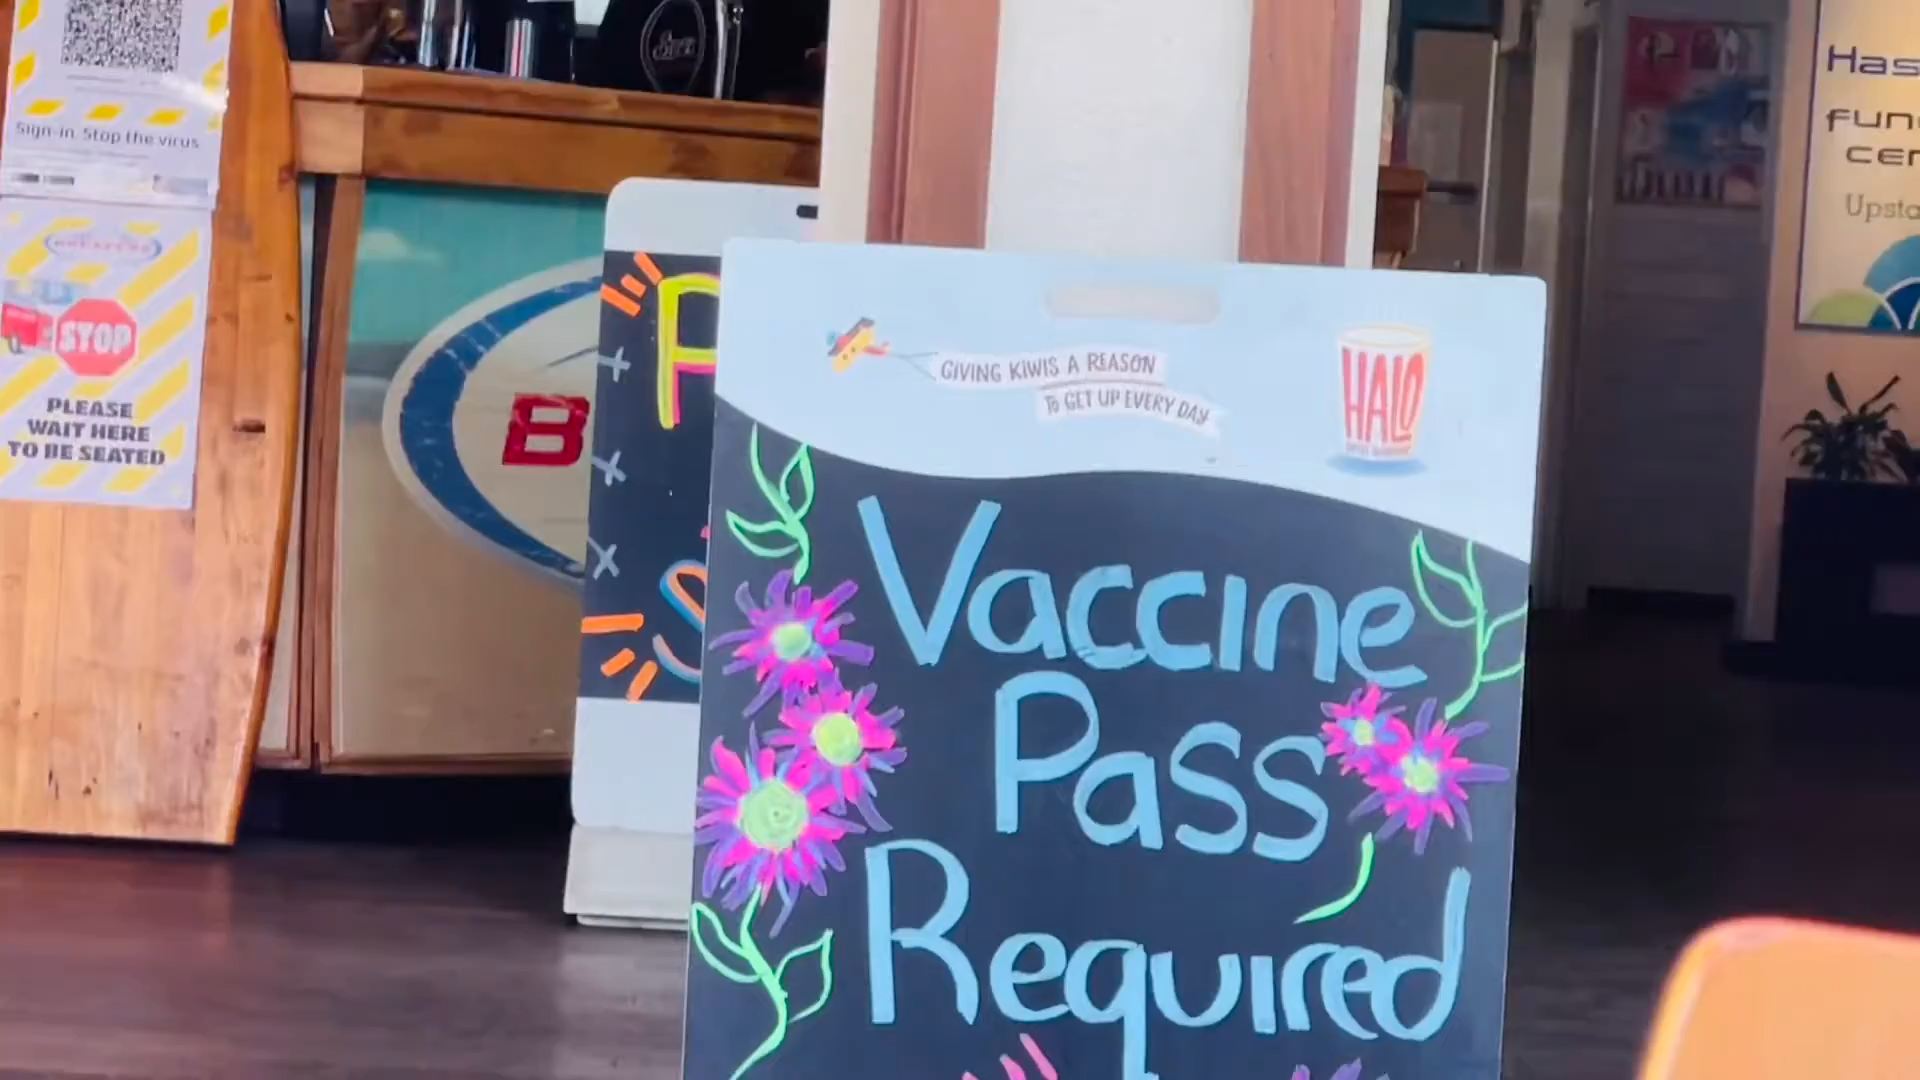 Sign-in. Stop the virus
BREAKERS
STOP
PLEASE
WAIT HERE
TO BE SEATED
B
GIVING KIWIS A REASON
To GET UP EVERY DAY
HALO
Vaccine
Pass
Required
Has
fun
cen
Upsta